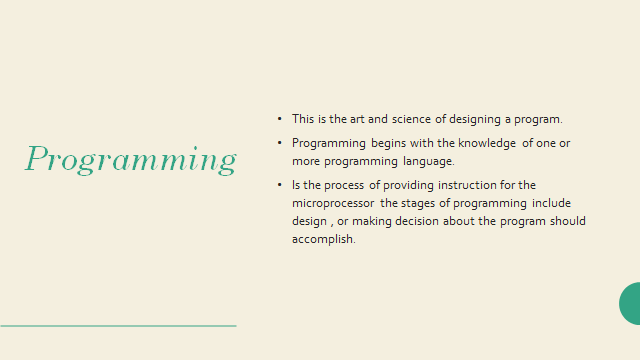 Programming
• This is the art and science of designing a program.
• Programming begins with the knowledge of one or
more programming language.
• Is the process of providing instruction for the
microprocessor the stages of programming include
design , or making decision about the program should
accomplish.